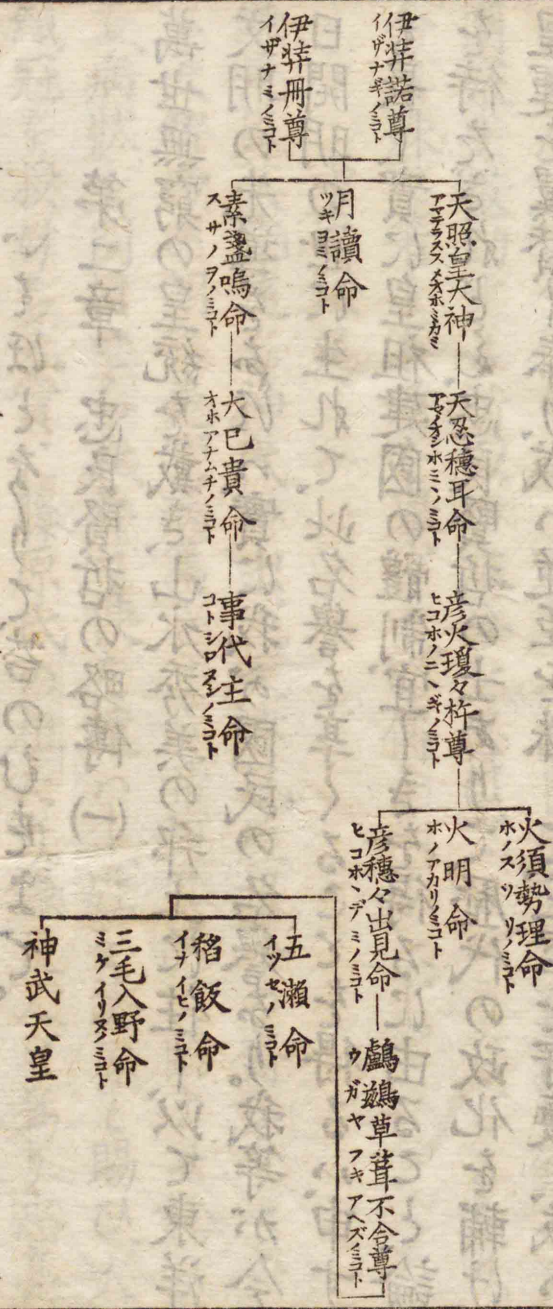 伊弉諾尊
イザナギノミコト
伊弉冊尊
イザナミノミコト
天照皇大神
アマテラススメオホミカミ
月讀命
ツキヨミノミコト
素盞嗚命
スサノヲノミコト
天忍穗耳命
アマノオシホミミノミコト
大已貴命
オホアナムチノミコト
彦火瓊々杵尊
ヒコホノニヽギノミコト
事代主命
コトシロヌシノミコト
火須勢理命
ホノスソリノミコト
火明命
ホノアカリノミコト
彦穗々出見命
ヒコホヽデミノミコト
鸕鷀草葺不合尊
ウガヤフキアヘズノミコト
五瀬命
イツセノミコト
稻飯命
イナイヒノミコト
三毛入野命
ミケイリヌノミコト
神武天皇